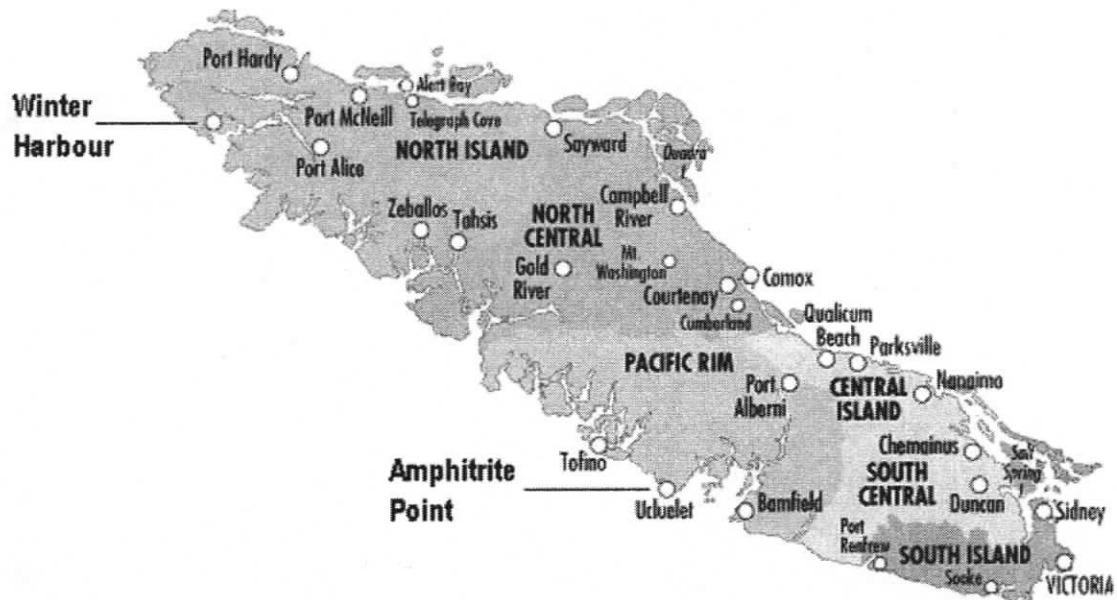 Port Hardy
Alert Bay
Winter
Harbour
Port McNeill
Telegraph Cove
NORTH ISLAND
Sayward
Port Alice
Quadra
I
Campbell
River
Zeballos
Tahsis
NORTH
CENTRAL
Mt.
Washington
Gold
River
Comox
Courtenay
Cumberland
Qualicum
Beach
Parksville
PACIFIC RIM
Port
Alberni
CENTRAL
ISLAND
Nanaimo
Chemainus
Salt
Spring
I
Tofino
Amphitrite
Point
SOUTH
CENTRAL
Ucluelet
Bamfield
Duncan
Sidney
Port
Renfrew
SOUTH ISLAND
Sooke
VICTORIA